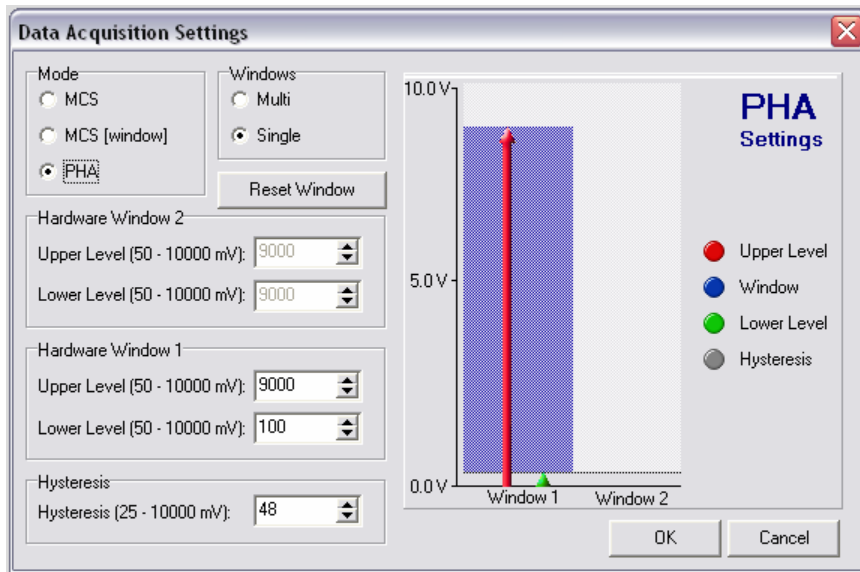 Data Acquisition Settings
Mode
MCS
MCS [window]
PHA
Windows
Multi
Single
Reset Window
Hardware Window 2
Upper Level (50 - 10000 mV): 9000
Lower Level (50 - 10000 mV): 9000
Hardware Window 1
Upper Level (50 - 10000 mV): 9000
Lower Level (50 - 10000 mV): 100
Hysteresis
Hysteresis (25 - 10000 mV): 48
10.0 V
5.0 V
0.0 V
Window 1 Window 2
PHA
Settings
Upper Level
Window
Lower Level
Hysteresis
OK Cancel